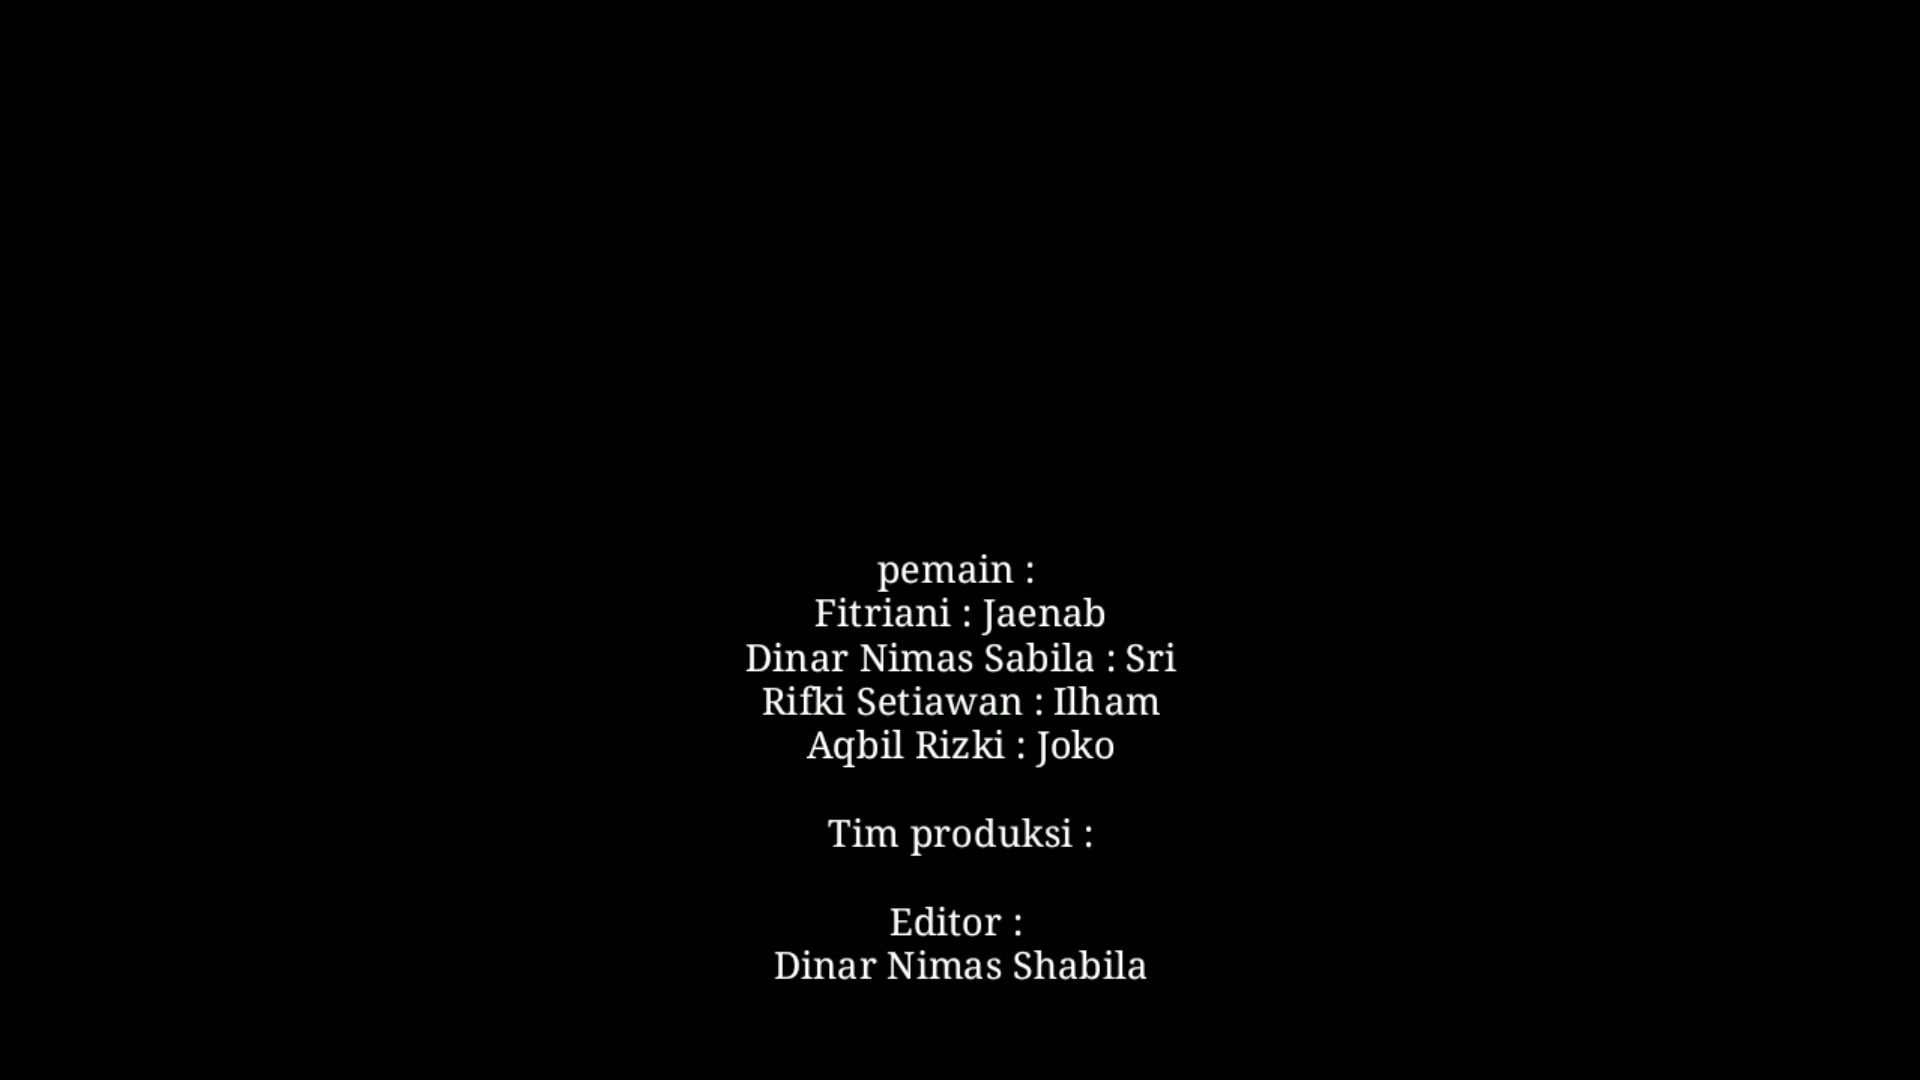 pemain :
Fitriani : Jaenab
Dinar Nimas Sabila : Sri
Rifki Setiawan : Ilham
Aqbil Rizki : Joko
Tim produksi :
Editor :
Dinar Nimas Shabila